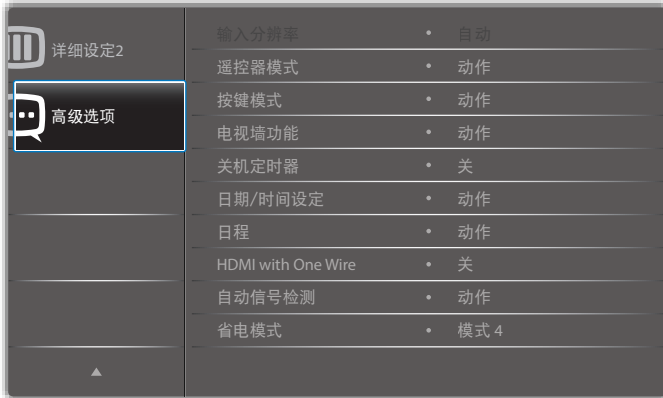 详细设定2
高级选项
输入分辨率 • 自动
遥控器模式 • 动作
按键模式 • 动作
电视墙功能 • 动作
关机定时器 • 关
日期/时间设定 • 动作
日程 • 动作
HDMI with One Wire • 关
自动信号检测 • 动作
省电模式 • 模式 4